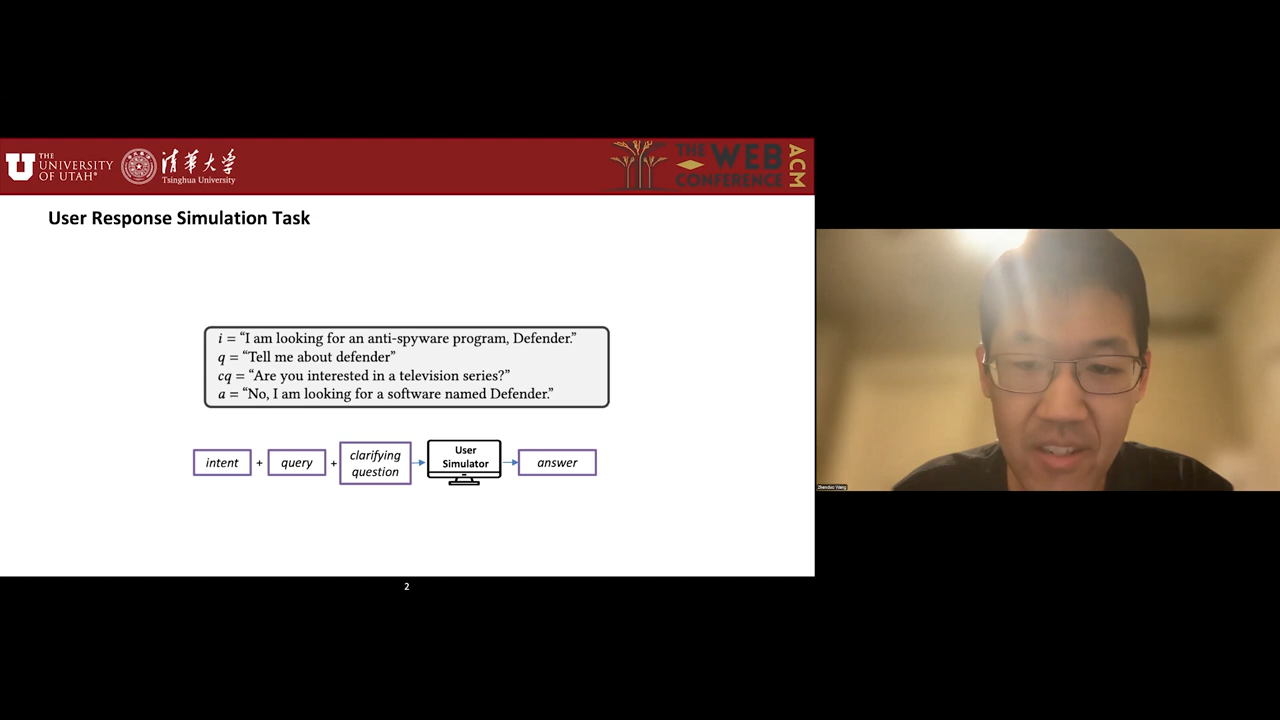 THE
UNIVERSITY
OF UTAH®
清華大学
Tsinghua University
THE WEB
CONFERENCE
ACM
User Response Simulation Task
i = “I am looking for an anti-spyware program, Defender.”
q = “Tell me about defender”
cq = “Are you interested in a television series?”
a = “No, I am looking for a software named Defender.”
intent + query + clarifying question
User Simulator
answer
2
Zhenduo Wang